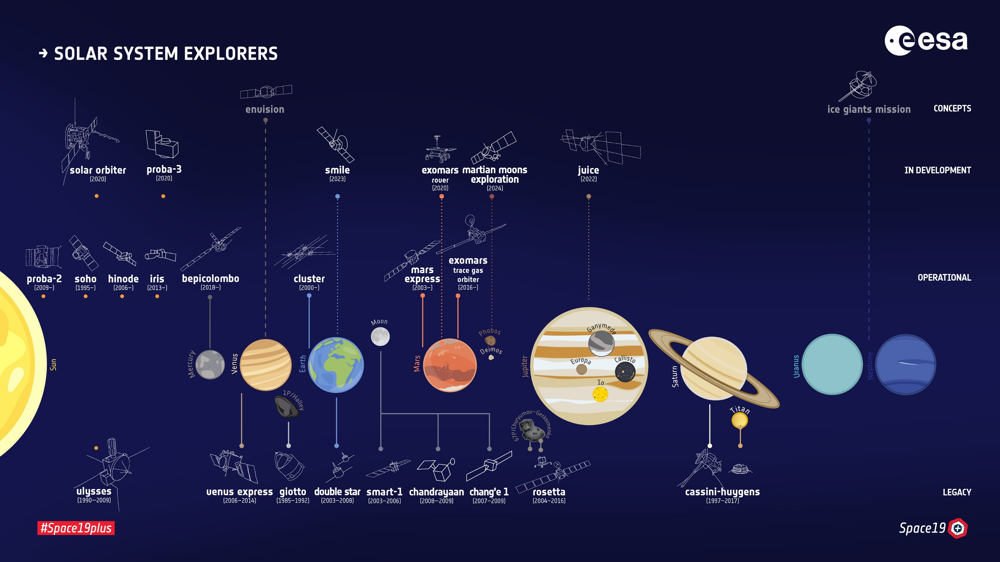 → SOLAR SYSTEM EXPLORERS
esa
envision
ice giants mission
CONCEPTS
solar orbiter
(2020)
proba-3
(2020)
smile
(2023)
exomars
rover
(2020)
martian moons
exploration
(2024)
juice
(2022)
IN DEVELOPMENT
proba-2
(2009–)
soho
(1995–)
hinode
(2006–)
iris
(2013–)
bepicolombo
(2018–)
cluster
(2000–)
mars
express
(2003–)
exomars
trace gas
orbiter
(2016–)
OPERATIONAL
Sun
Mercury
Venus
1P/Halley
Earth
Moon
Mars
Phobos
Deimos
67P/Churyumov–Gerasimenko
Jupiter
Ganymede
Europa
Callisto
Io
Saturn
Titan
Uranus
Neptune
ulysses
(1990–2009)
venus express
(2006–2014)
giotto
(1985–1992)
double star
(2003–2008)
smart-1
(2003–2006)
chandrayaan
(2008–2009)
chang'e 1
(2007–2009)
rosetta
(2004–2016)
cassini-huygens
(1997–2017)
LEGACY
#Space19plus
Space19+